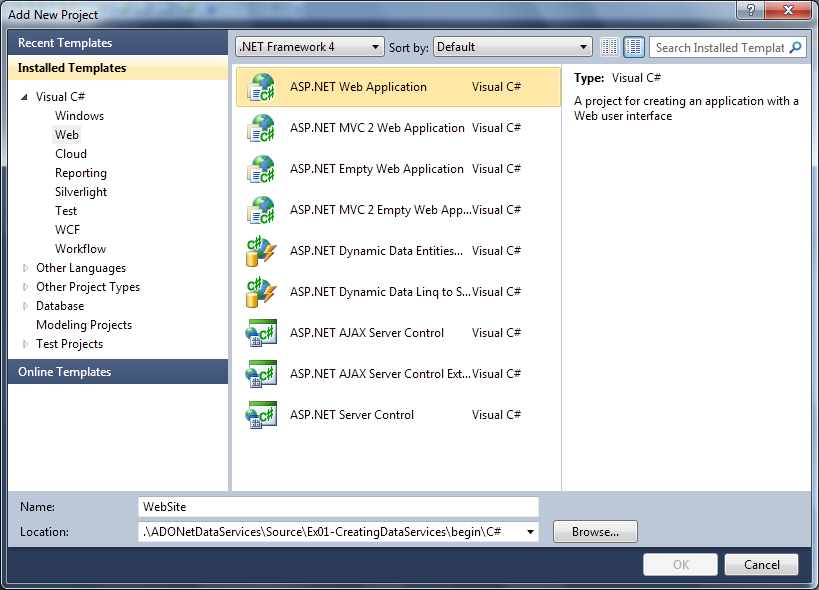 Add New Project
?
Recent Templates
.NET Framework 4
Sort by:
Default
Search Installed Templat
Installed Templates
Visual C#
Windows
Web
Cloud
Reporting
Silverlight
Test
WCF
Workflow
Other Languages
Other Project Types
Database
Modeling Projects
Test Projects
Online Templates
ASP.NET Web Application Visual C#
ASP.NET MVC 2 Web Application Visual C#
ASP.NET Empty Web Application Visual C#
ASP.NET MVC 2 Empty Web App... Visual C#
ASP.NET Dynamic Data Entities... Visual C#
ASP.NET Dynamic Data Linq to S... Visual C#
ASP.NET AJAX Server Control Visual C#
ASP.NET AJAX Server Control Ext... Visual C#
ASP.NET Server Control Visual C#
Type: Visual C#
A project for creating an application with a
Web user interface
Name: WebSite
Location: .\ADONetDataServices\Source\Ex01-CreatingDataServices\begin\C#
Browse...
OK
Cancel